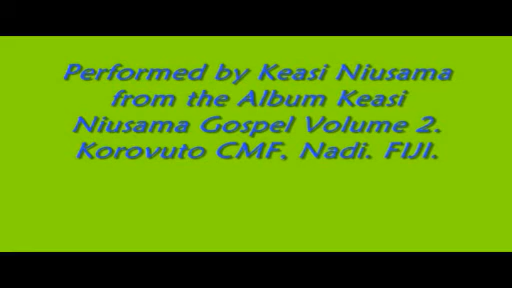 Performed by Keasi Niusama
from the Album Keasi
Niusama Gospel Volume 2.
Korovuto CMF, Nadi. FIJI.